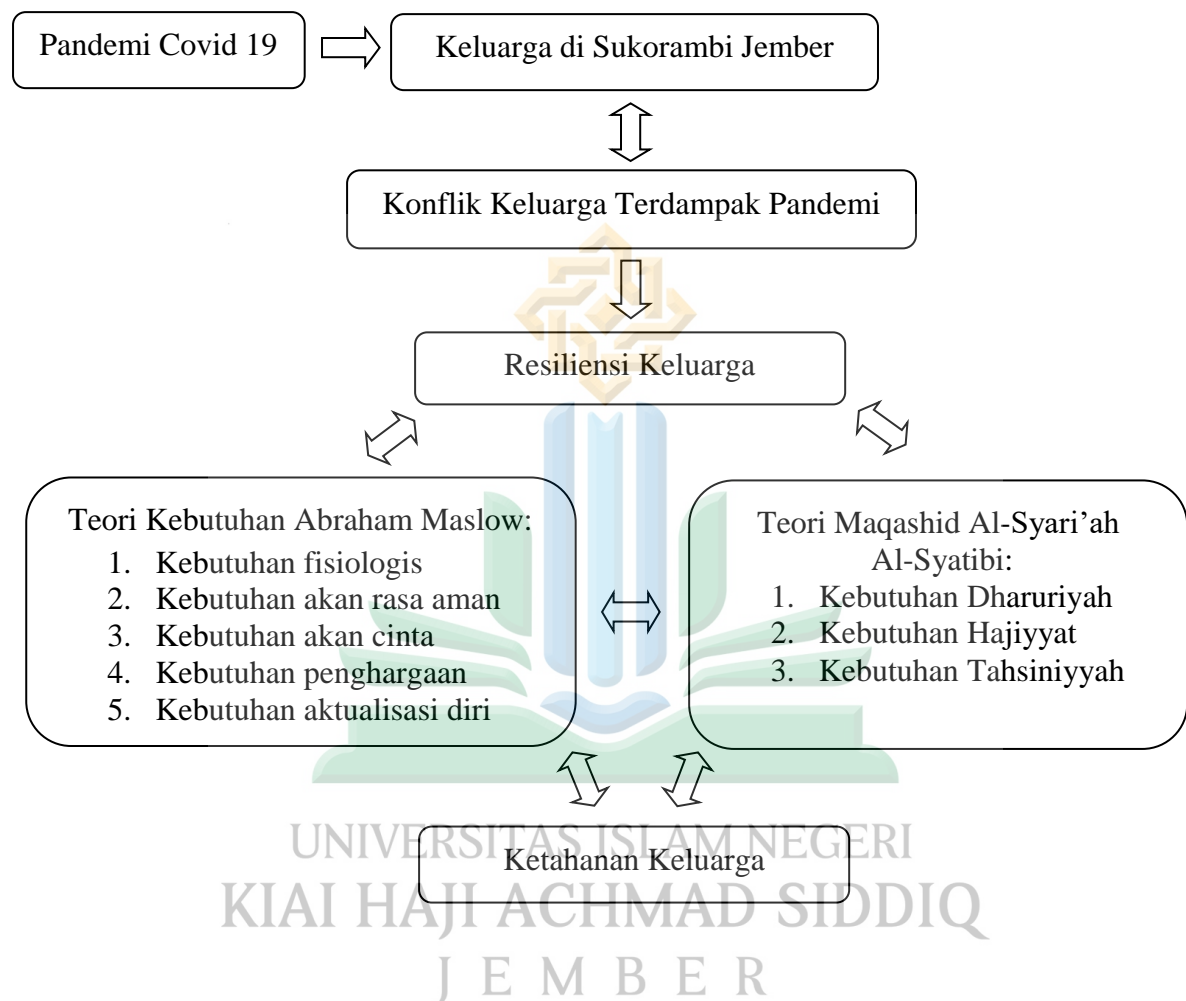 Pandemi Covid 19
Keluarga di Sukorambi Jember
Konflik Keluarga Terdampak Pandemi
Resiliensi Keluarga
Teori Kebutuhan Abraham Maslow:
1. Kebutuhan fisiologis
2. Kebutuhan akan rasa aman
3. Kebutuhan akan cinta
4. Kebutuhan penghargaan
5. Kebutuhan aktualisasi diri
Teori Maqashid Al-Syari’ah
Al-Syatibi:
1. Kebutuhan Dharuriyah
2. Kebutuhan Hajiyyat
3. Kebutuhan Tahsiniyyah
UNIVERSITAS ISLAM NEGERI
Ketahanan Keluarga
KIAI HAJI ACHMAD SIDDIQ
JEMBER